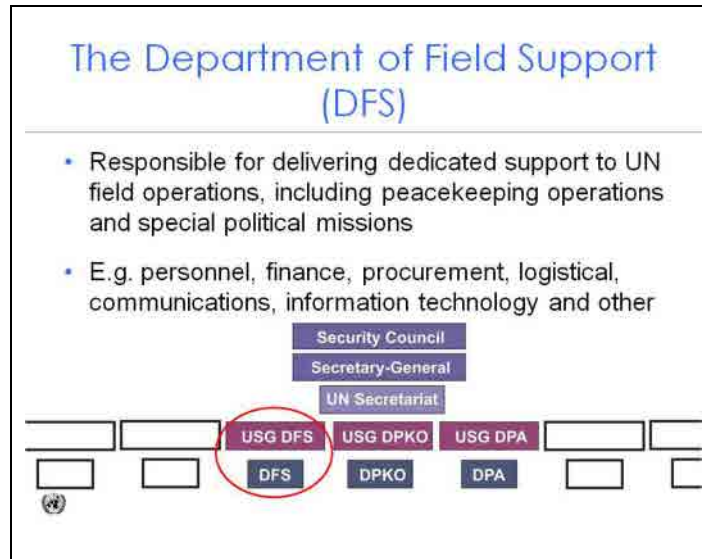 The Department of Field Support
(DFS)
• Responsible for delivering dedicated support to UN
field operations, including peacekeeping operations
and special political missions
• E.g. personnel, finance, procurement, logistical,
communications, information technology and other
Security Council
Secretary-General
UN Secretariat
USG DFS USG DPKO USG DPA
DFS DPKO DPA